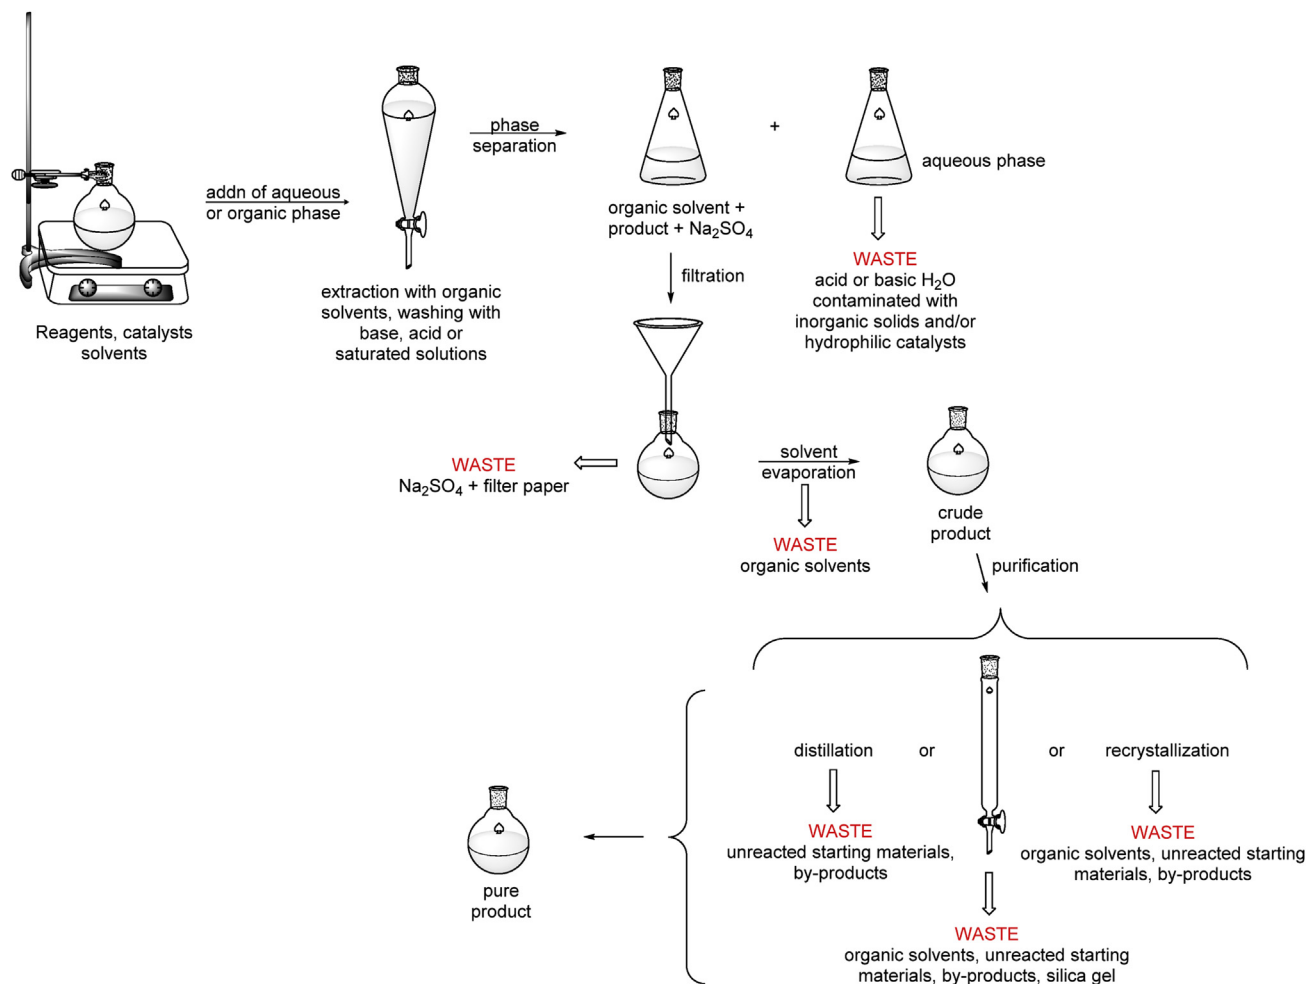 Reagents, catalysts
solvents
addn of aqueous
or organic phase
extraction with organic
solvents, washing with
base, acid or
saturated solutions
phase
separation
organic solvent +
product + Na₂SO₄
+
aqueous phase
WASTE
acid or basic H₂O
contaminated with
inorganic solids and/or
hydrophilic catalysts
filtration
WASTE
Na₂SO₄ + filter paper
solvent
evaporation
WASTE
organic solvents
crude
product
purification
distillation
or
or
recrystallization
WASTE
unreacted starting materials,
by-products
WASTE
organic solvents, unreacted starting
materials, by-products, silica gel
WASTE
organic solvents, unreacted starting
materials, by-products
pure
product